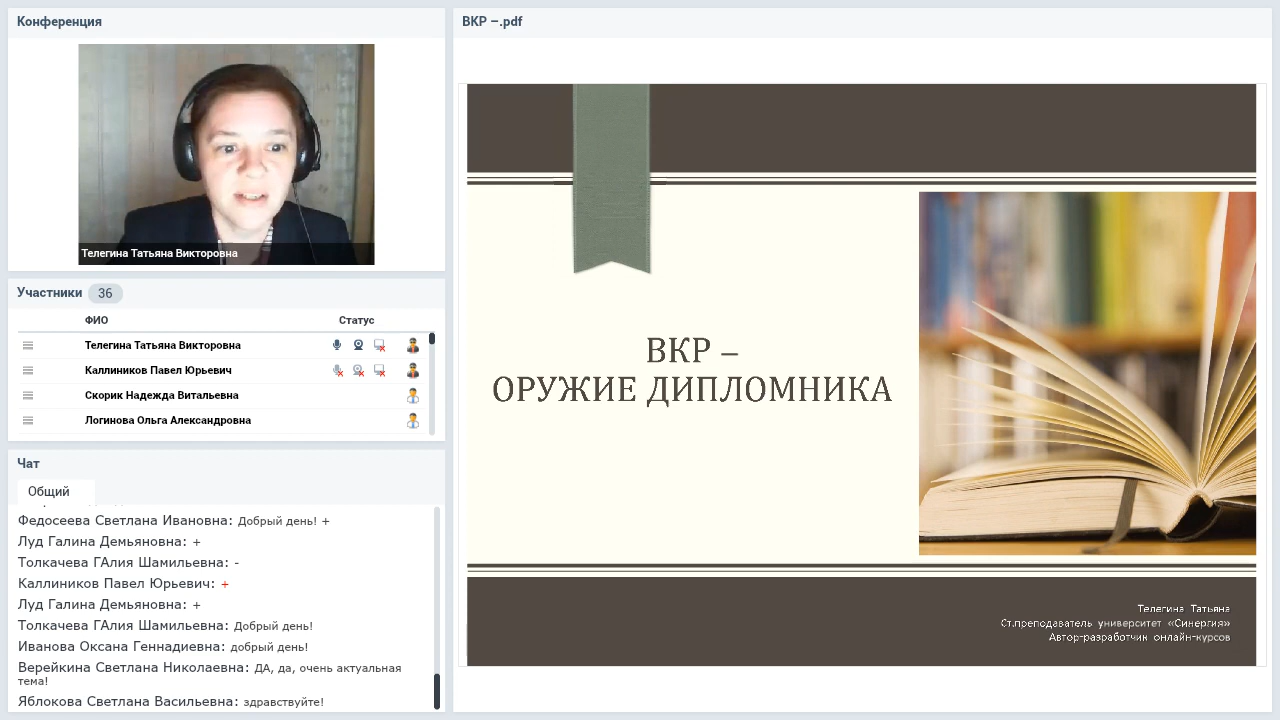 Конференция
Телегина Татьяна Викторовна
Участники 36
ФИО Статус
Телегина Татьяна Викторовна
Каллиников Павел Юрьевич
Скорик Надежда Витальевна
Логинова Ольга Александровна
Чат
Общий
Федосеева Светлана Ивановна: Добрый день! +
Луд Галина Демьяновна: +
Толкачева ГАлия Шамильевна: -
Каллиников Павел Юрьевич: +
Луд Галина Демьяновна: +
Толкачева ГАлия Шамильевна: Добрый день!
Иванова Оксана Геннадиевна: добрый день!
Верейкина Светлана Николаевна: ДА, да, очень актуальная
тема!
Яблокова Светлана Васильевна: здравствуйте!
ВКР –.pdf
ВКР –
ОРУЖИЕ ДИПЛОМНИКА
Телегина Татьяна
Ст.преподаватель университет «Синергия»
Автор-разработчик онлайн-курсов